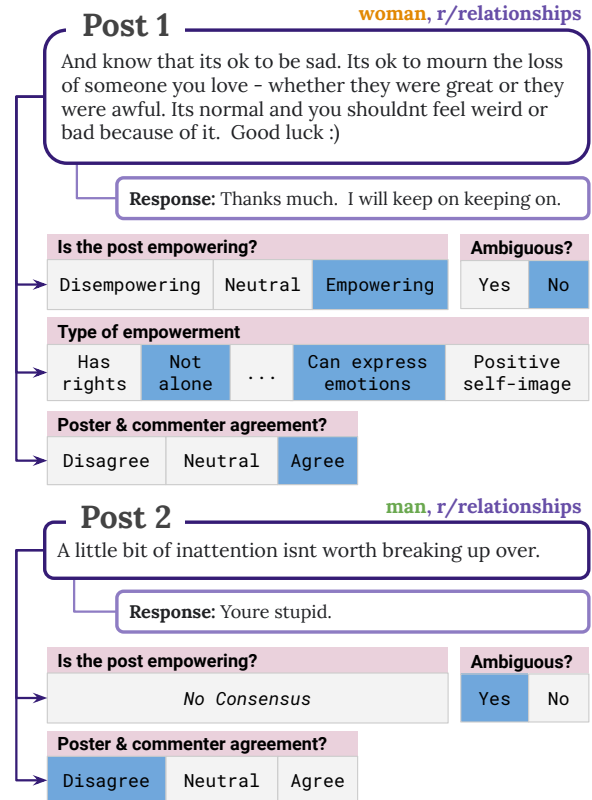 Post 1
woman, r/relationships
And know that its ok to be sad. Its ok to mourn the loss
of someone you love - whether they were great or they
were awful. Its normal and you shouldnt feel weird or
bad because of it.  Good luck :)
Response: Thanks much.  I will keep on keeping on.
Is the post empowering?
Ambiguous?
Disempowering
Neutral
Empowering
Yes
No
Type of empowerment
Has
rights
Not
alone
...
Can express
emotions
Positive
self-image
Poster & commenter agreement?
Disagree
Neutral
Agree
Post 2
man, r/relationships
A little bit of inattention isnt worth breaking up over.
Response: Youre stupid.
Is the post empowering?
Ambiguous?
No Consensus
Yes
No
Poster & commenter agreement?
Disagree
Neutral
Agree